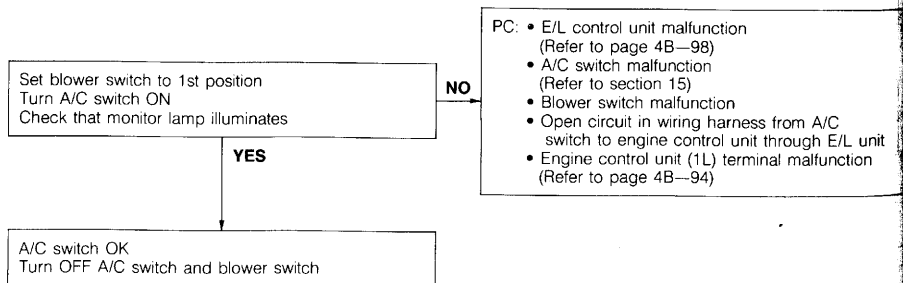 Set blower switch to 1st position
Turn A/C switch ON
Check that monitor lamp illuminates
NO
PC: • E/L control unit malfunction
(Refer to page 4B—98)
• A/C switch malfunction
(Refer to section 15)
• Blower switch malfunction
• Open circuit in wiring harness from A/C
switch to engine control unit through E/L unit
• Engine control unit (1L) terminal malfunction
(Refer to page 4B—94)
YES
A/C switch OK
Turn OFF A/C switch and blower switch